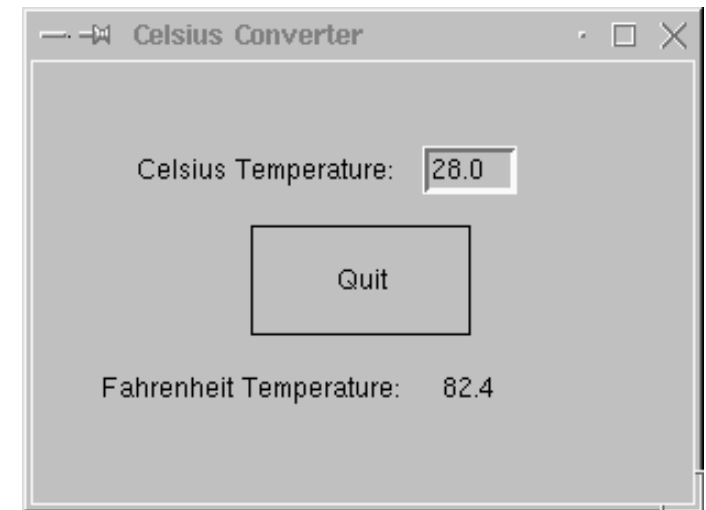 Celsius Converter
Celsius Temperature: 28.0
Quit
Fahrenheit Temperature: 82.4